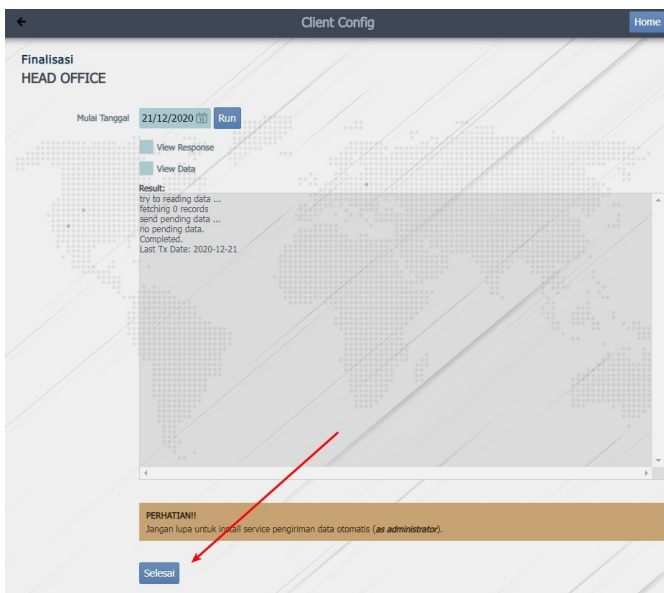 Client Config
Home
Finalisasi
HEAD OFFICE
Mulai Tanggal 21/12/2020 Run
View Response
View Data
Result:
try to reading data ...
fetching 0 records
send pending data ...
no pending data.
Completed.
Last Tx Date: 2020-12-21
PERHATIAN!!
Jangan lupa untuk install service pengiriman data otomatis (as administrator).
Selesai